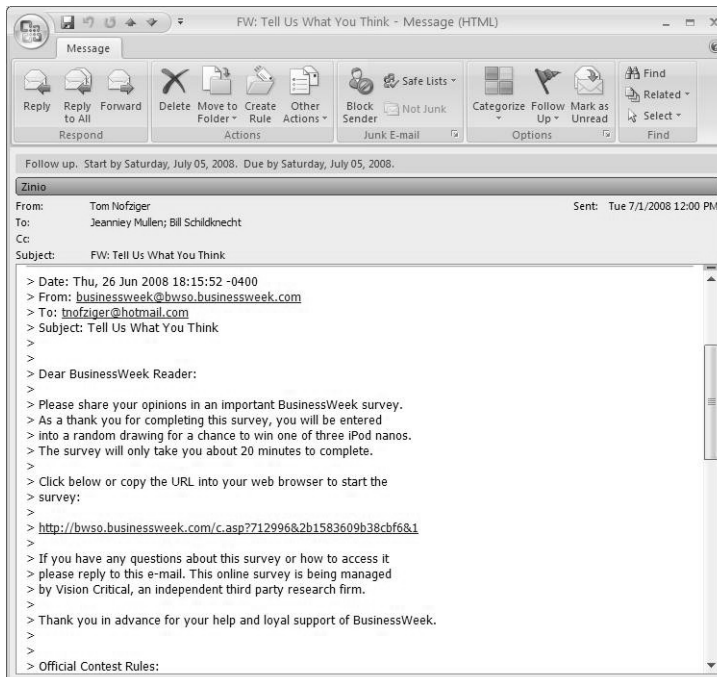 FW: Tell Us What You Think - Message (HTML)
Message
Reply Reply to All Forward
Respond
Delete Move to Folder Create Rule Other Actions
Actions
Block Sender Safe Lists Not Junk
Junk E-mail
Categorize Follow Up Mark as Unread
Options
Find Related Select
Find
Follow up. Start by Saturday, July 05, 2008. Due by Saturday, July 05, 2008.
Zinio
From: Tom Nofziger Sent: Tue 7/1/2008 12:00 PM
To: Jeanniey Mullen; Bill Schildknecht
Cc:
Subject: FW: Tell Us What You Think
> Date: Thu, 26 Jun 2008 18:15:52 -0400
> From: businessweek@bwso.businessweek.com
> To: tnofziger@hotmail.com
> Subject: Tell Us What You Think
>
>
> Dear BusinessWeek Reader:
>
> Please share your opinions in an important BusinessWeek survey.
> As a thank you for completing this survey, you will be entered
> into a random drawing for a chance to win one of three iPod nanos.
> The survey will only take you about 20 minutes to complete.
>
> Click below or copy the URL into your web browser to start the
> survey:
>
> http://bwso.businessweek.com/c.asp?712996&2b1583609b38cbf6&1
>
> If you have any questions about this survey or how to access it
> please reply to this e-mail. This online survey is being managed
> by Vision Critical, an independent third party research firm.
>
> Thank you in advance for your help and loyal support of BusinessWeek.
>
>
> Official Contest Rules: